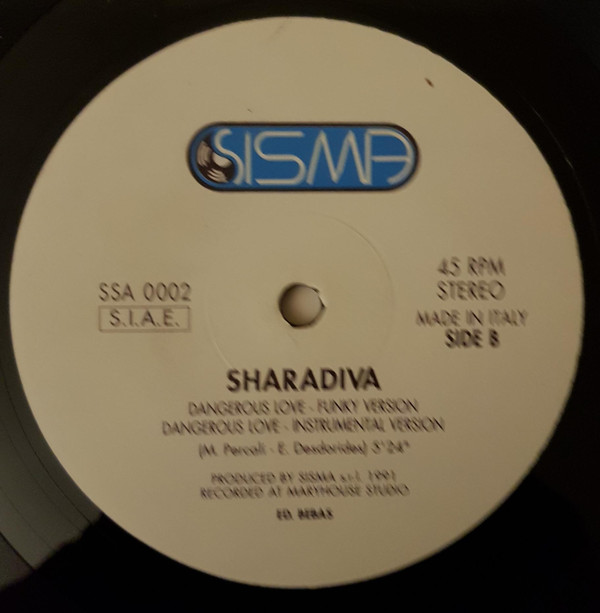 SISMA
SSA 0002
S.I.A.E.
45 RPM
STEREO
MADE IN ITALY
SIDE B
SHARADIVA
DANGEROUS LOVE - FUNKY VERSION
DANGEROUS LOVE - INSTRUMENTAL VERSION
(M. Percali - E. Desdorides) 5'24"
PRODUCED BY SISMA s.r.l. 1991
RECORDED AT MARYHOUSE STUDIO
ED. BEBAS